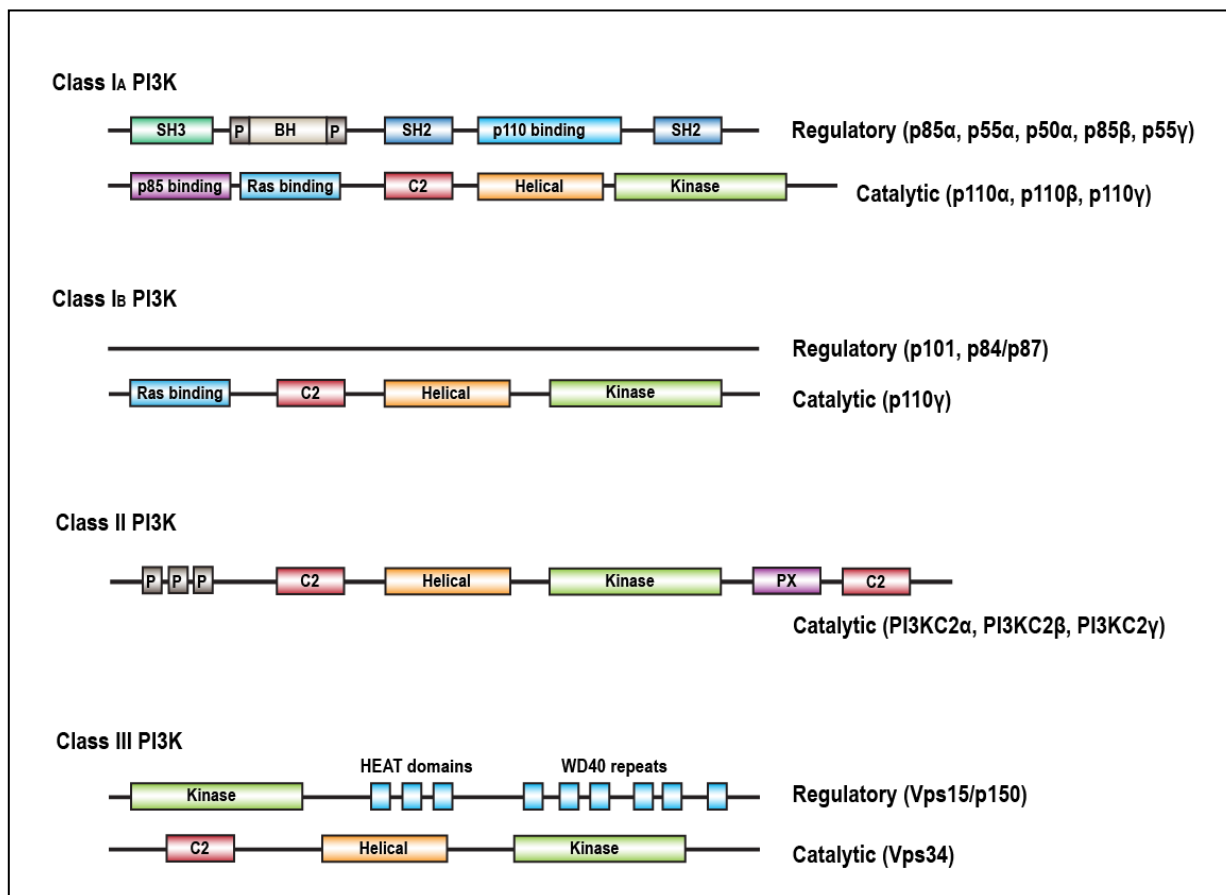 Class IA PI3K
SH3 P BH P SH2 p110 binding SH2 Regulatory (p85α, p55α, p50α, p85β, p55γ)
p85 binding Ras binding C2 Helical Kinase Catalytic (p110α, p110β, p110γ)
Class IB PI3K
Regulatory (p101, p84/p87)
Ras binding C2 Helical Kinase Catalytic (p110γ)
Class II PI3K
P P P C2 Helical Kinase PX C2
Catalytic (PI3KC2α, PI3KC2β, PI3KC2γ)
Class III PI3K
HEAT domains WD40 repeats
Kinase Regulatory (Vps15/p150)
C2 Helical Kinase Catalytic (Vps34)